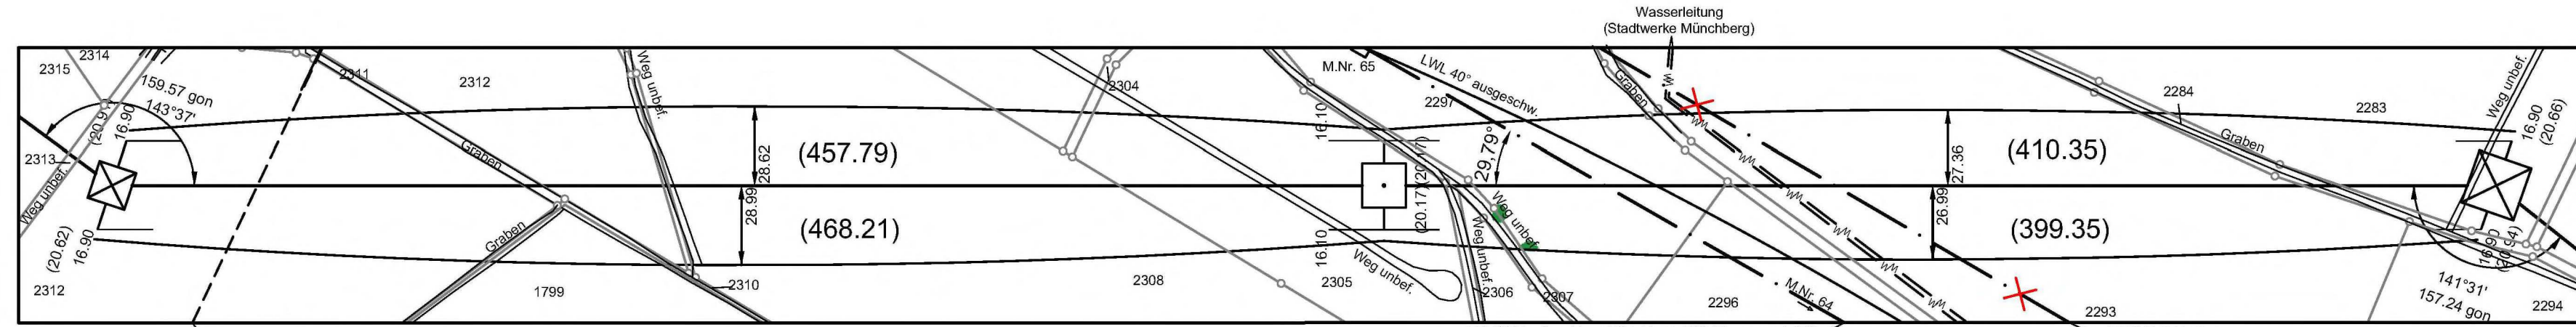 Wasserleitung
(Stadtwerke Münchberg)
2314
2315
159.57 gon
143°37'
2311
2312
Weg unbef.
2304
M.Nr. 65
LWL 40° ausgeschw.
2297
Graben
W
W
2284
2283
Weg unbef.
16.90
(20.66)
16.90
16.10
Graben
Graben
2313
Weg unbef.
28.62
(457.79)
29,79°
27.36
(410.35)
W
W
28.99
(468.21)
(20.17)
Weg unbef.
Weg unbef.
26.99
(399.35)
W
W
W
(20.62)
16.90
Graben
16.10
Weg unbef.
16.90
(20.94)
2312
1799
2310
2308
2305
2306
2307
2296
M.Nr. 64
2293
141°31'
157.24 gon
2294